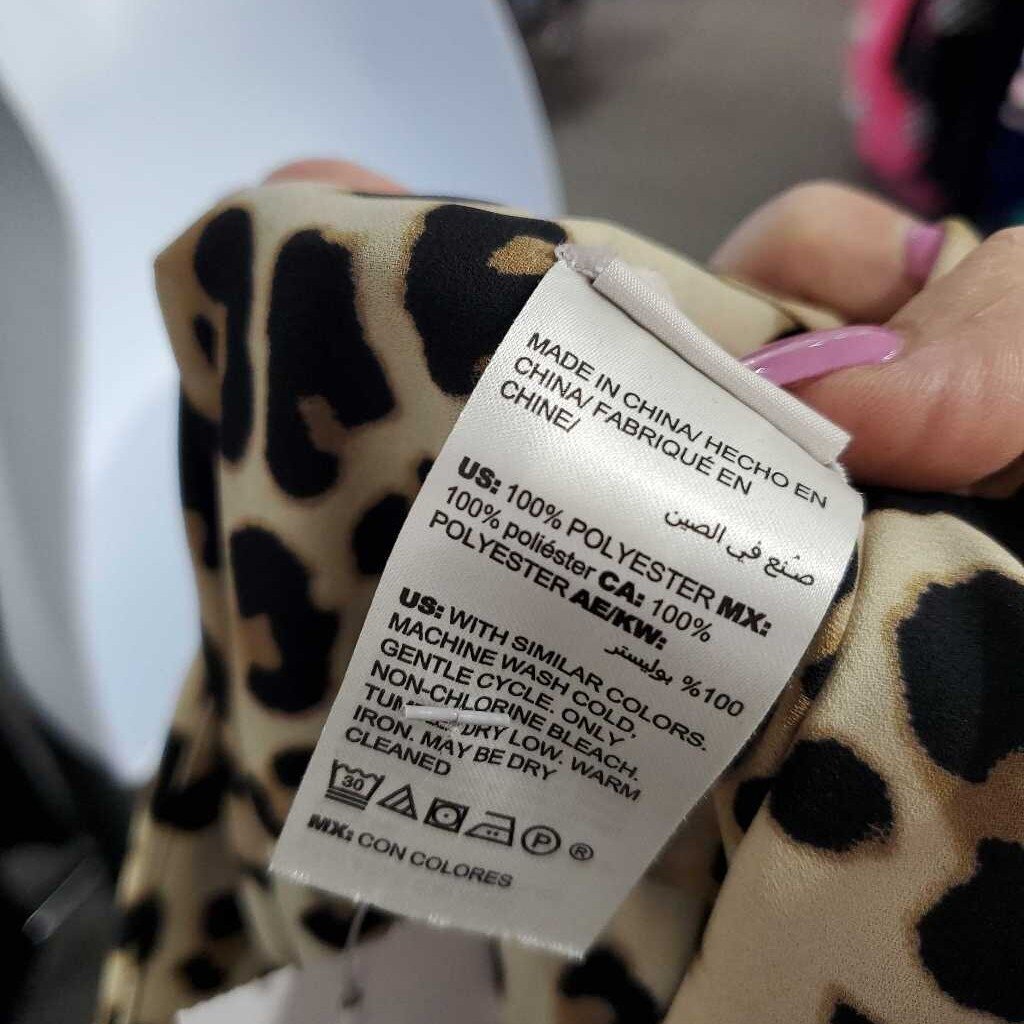 MADE IN CHINA/ HECHO EN
CHINA/ FABRIQUÉ EN
CHINE/
صُنع في الصين
US: 100% POLYESTER MX:
100% poliéster CA: 100%
POLYESTER AE/KW:
100% بوليستر
US: WITH SIMILAR COLORS.
MACHINE WASH COLD,
GENTLE CYCLE. ONLY
NON-CHLORINE BLEACH.
DRY LOW. WARM
IRON. MAY BE DRY
CLEANED
30 P ®
MX: CON COLORES